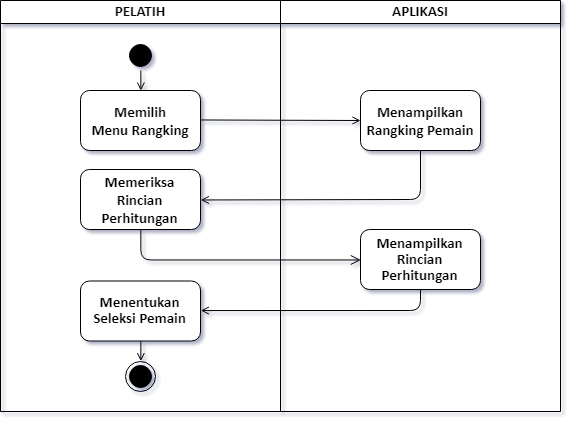 PELATIH
APLIKASI
Memilih
Menu Rangking
Menampilkan
Rangking Pemain
Memeriksa
Rincian
Perhitungan
Menampilkan
Rincian
Perhitungan
Menentukan
Seleksi Pemain